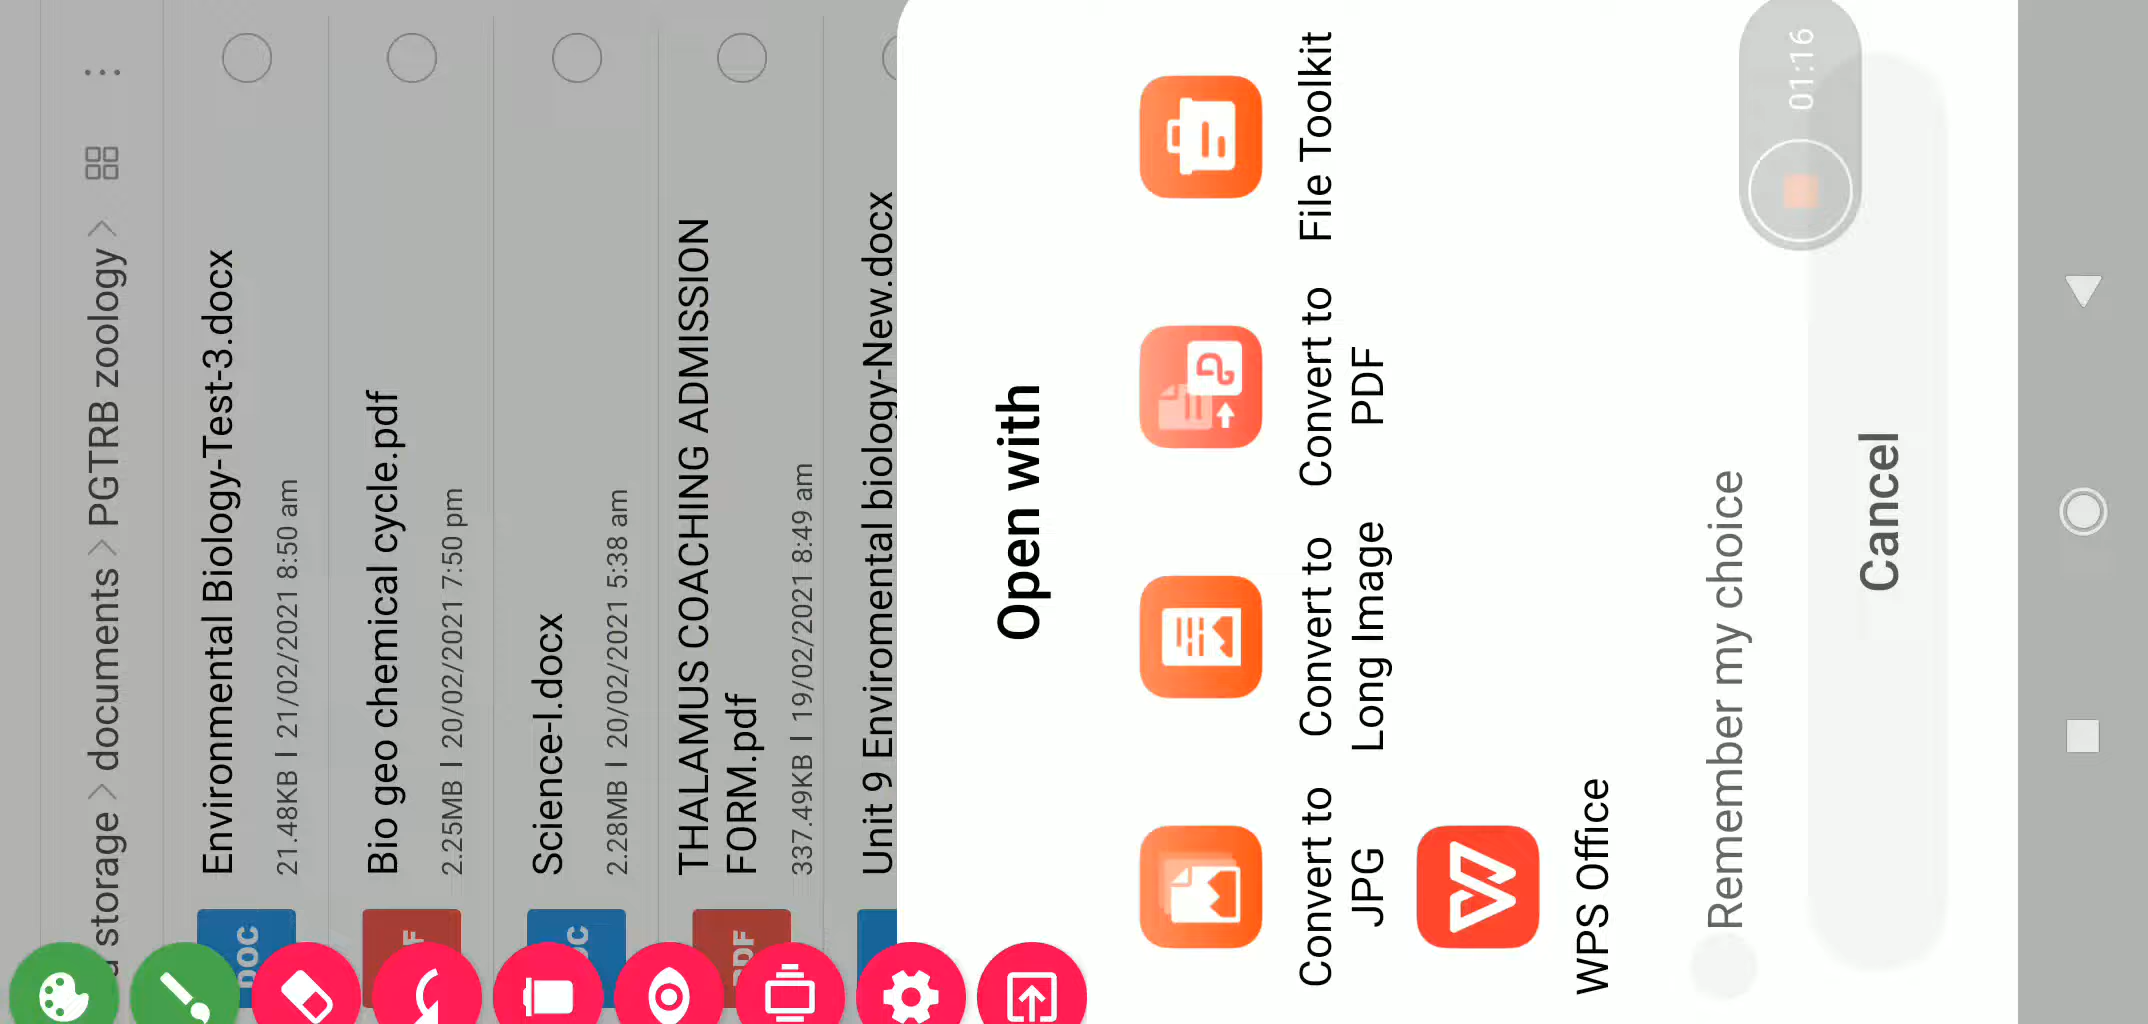 storage > documents > PGTRB zoology >
Environmental Biology-Test-3.docx
21.48KB | 21/02/2021 8:50 am
DOC
Bio geo chemical cycle.pdf
2.25MB | 20/02/2021 7:50 pm
Science-I.docx
2.28MB | 20/02/2021 5:38 am
THALAMUS COACHING ADMISSION
FORM.pdf
337.49KB | 19/02/2021 8:49 am
PDF
Unit 9 Enviromental biology-New.docx
Open with
Convert to
JPG
Convert to
Long Image
Convert to
PDF
File Toolkit
WPS Office
Remember my choice
01:16
Cancel